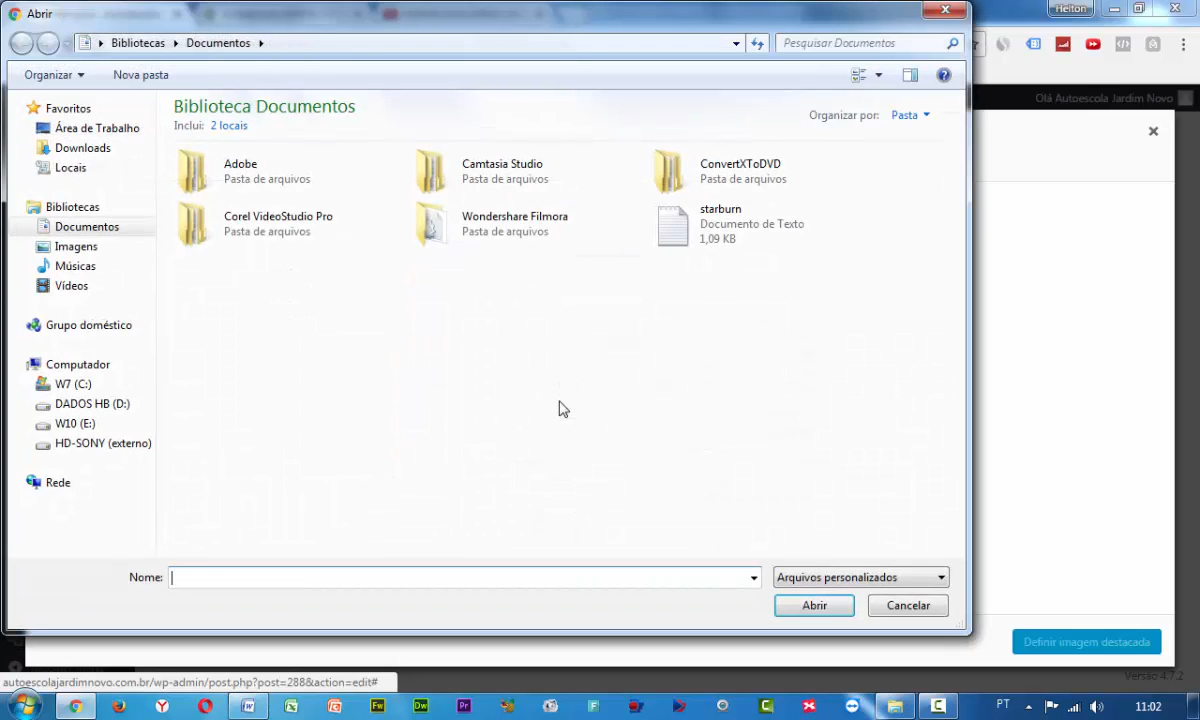 Abrir
Helton
Bibliotecas
Documentos
Pesquisar Documentos
Organizar
Nova pasta
Olá Autoescola Jardim Novo
Biblioteca Documentos
Inclui: 2 locais
Organizar por: Pasta
Favoritos
Área de Trabalho
Downloads
Locais
Bibliotecas
Documentos
Imagens
Músicas
Vídeos
Grupo doméstico
Computador
W7 (C:)
DADOS HB (D:)
W10 (E:)
HD-SONY (externo)
Rede
Adobe
Pasta de arquivos
Camtasia Studio
Pasta de arquivos
ConvertXToDVD
Pasta de arquivos
Corel VideoStudio Pro
Pasta de arquivos
Wondershare Filmora
Pasta de arquivos
starburn
Documento de Texto
1,09 KB
Nome:
Arquivos personalizados
Abrir
Cancelar
Definir imagem destacada
Versão 4.7.2
autoescolajardimnovo.com.br/wp-admin/post.php?post=288&action=edit#
Fw
Dw
Pr
PT
11:02